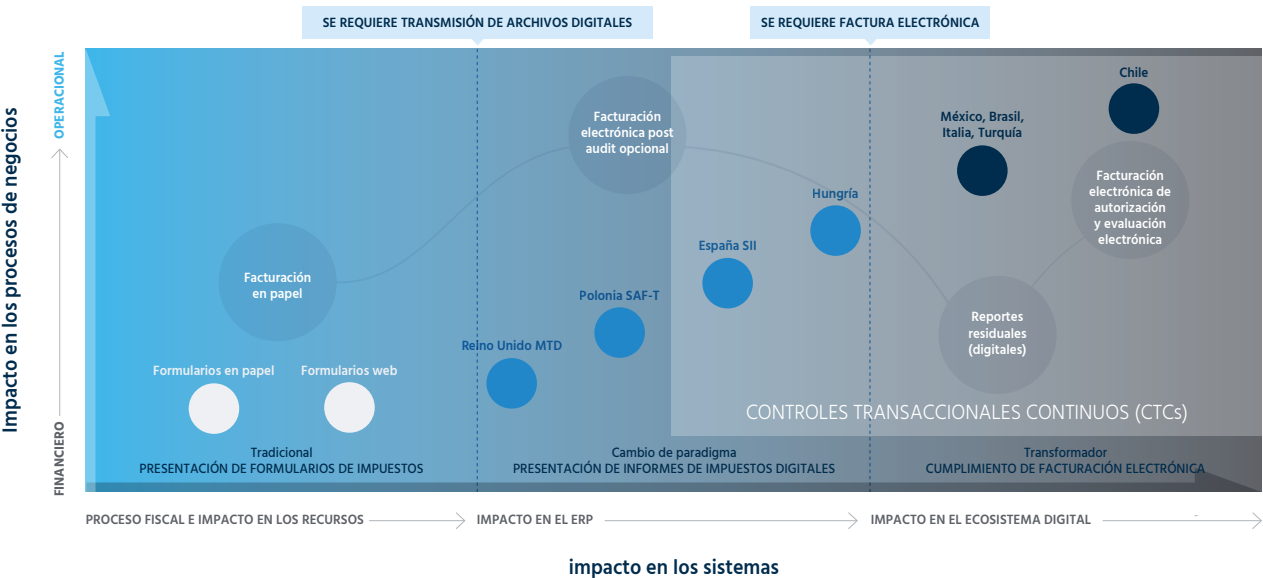 SE REQUIERE TRANSMISIÓN DE ARCHIVOS DIGITALES
SE REQUIERE FACTURA ELECTRÓNICA
Impacto en los procesos de negocios
OPERACIONAL
FINANCIERO
Chile
México, Brasil,
Italia, Turquía
Facturación
electrónica post
audit opcional
Facturación
electrónica de
autorización
y evaluación
electrónica
Hungría
España SII
Facturación
en papel
Polonia SAF-T
Reportes
residuales
(digitales)
Reino Unido MTD
Formularios en papel
Formularios web
CONTROLES TRANSACCIONALES CONTINUOS (CTCs)
Tradicional
PRESENTACIÓN DE FORMULARIOS DE IMPUESTOS
Cambio de paradigma
PRESENTACIÓN DE INFORMES DE IMPUESTOS DIGITALES
Transformador
CUMPLIMIENTO DE FACTURACIÓN ELECTRÓNICA
PROCESO FISCAL E IMPACTO EN LOS RECURSOS
IMPACTO EN EL ERP
IMPACTO EN EL ECOSISTEMA DIGITAL
impacto en los sistemas